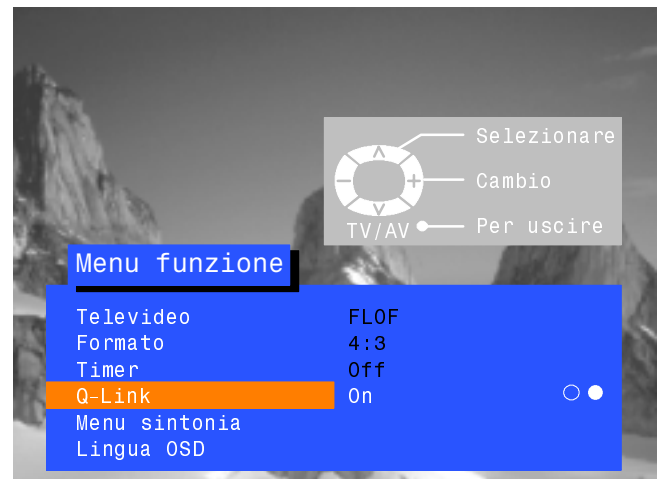 Selezionare
Cambio
TV/AV Per uscire
Menu funzione
Televideo FLOF
Formato 4:3
Timer Off
Q-Link On
Menu sintonia
Lingua OSD